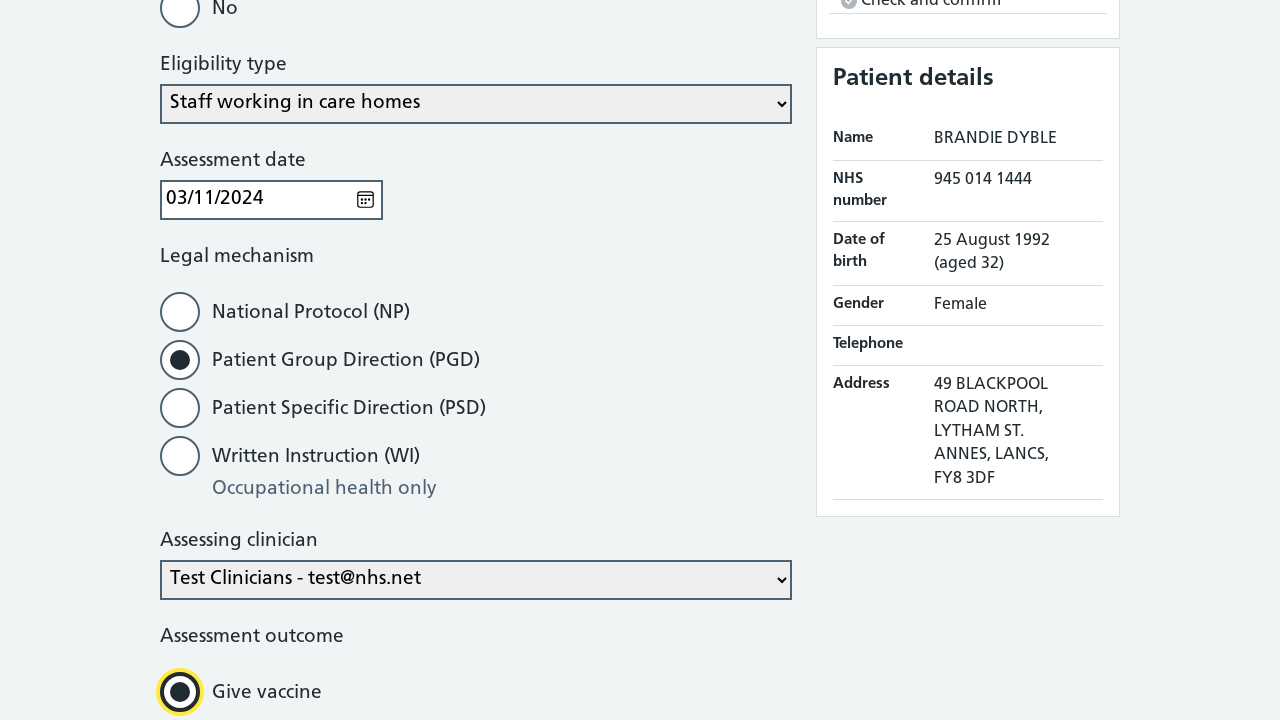 No
Eligibility type
Staff working in care homes
Assessment date
03/11/2024
Legal mechanism
National Protocol (NP)
Patient Group Direction (PGD)
Patient Specific Direction (PSD)
Written Instruction (WI)
Occupational health only
Assessing clinician
Test Clinicians - test@nhs.net
Assessment outcome
Give vaccine
Check and confirm
Patient details
Name BRANDIE DYBLE
NHS number 945 014 1444
Date of birth 25 August 1992 (aged 32)
Gender Female
Telephone
Address 49 BLACKPOOL
ROAD NORTH,
LYTHAM ST.
ANNES, LANCS,
FY8 3DF